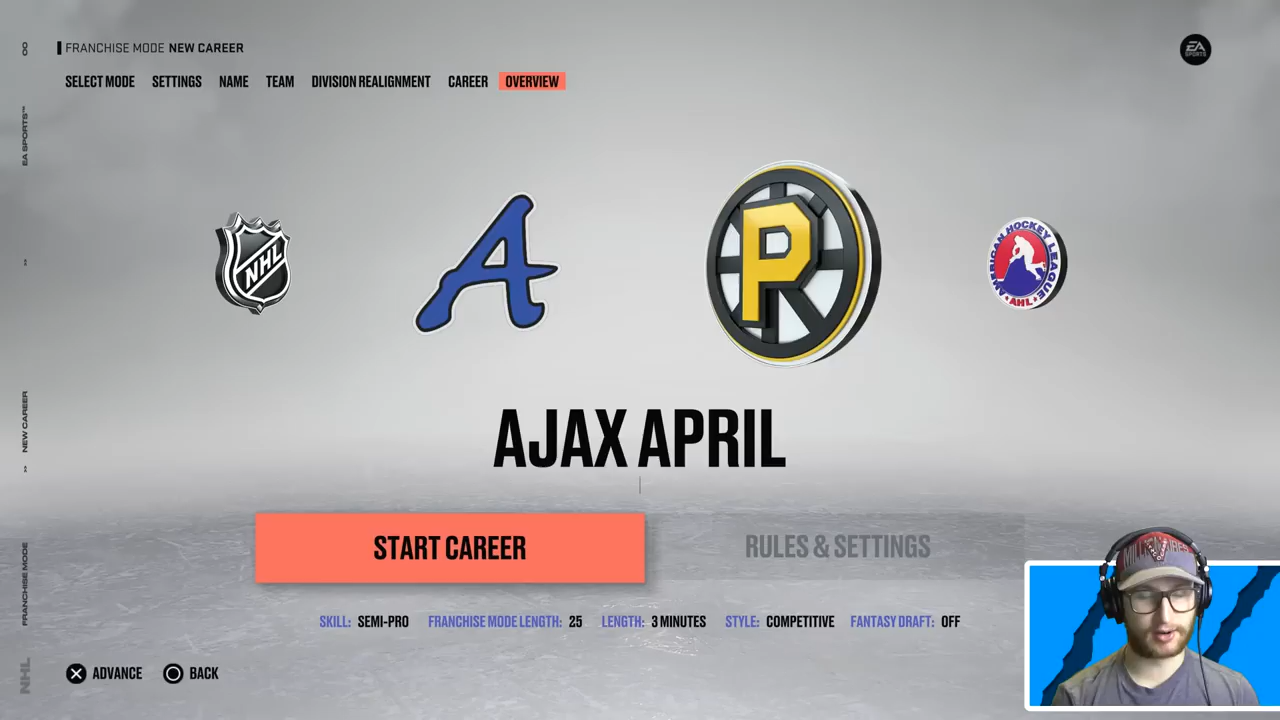 FRANCHISE MODE NEW CAREER
EA SPORTS
SELECT MODE SETTINGS NAME TEAM DIVISION REALIGNMENT CAREER OVERVIEW
EA SPORTS™
NHL
A
P
AMERICAN HOCKEY LEAGUE
AHL
AJAX APRIL
NEW CAREER
START CAREER
RULES & SETTINGS
FRANCHISE MODE
SKILL: SEMI-PRO FRANCHISE MODE LENGTH: 25 LENGTH: 3 MINUTES STYLE: COMPETITIVE FANTASY DRAFT: OFF
NHL
ADVANCE BACK